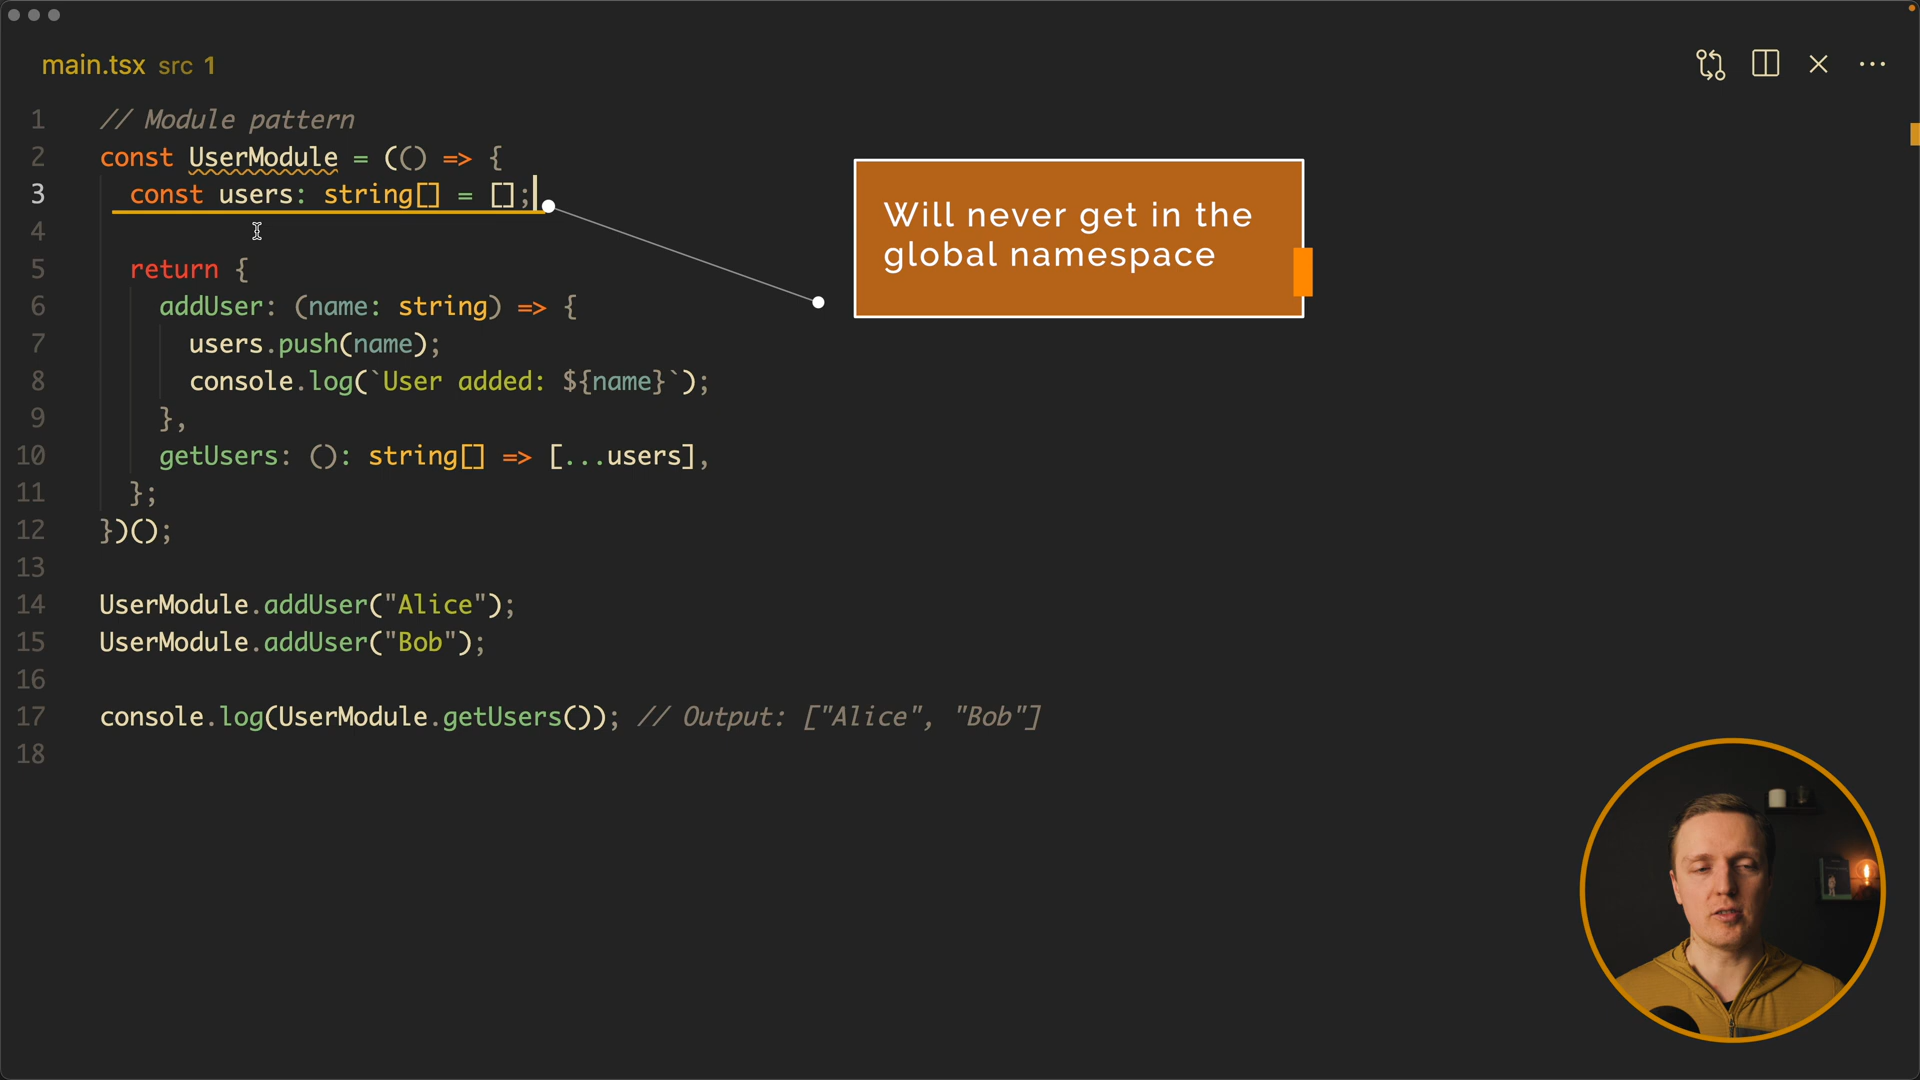 main.tsx src 1
1 // Module pattern
2 const UserModule = (() => {
3 const users: string[] = [];
4
5 return {
6 addUser: (name: string) => {
7 users.push(name);
8 console.log(`User added: ${name}`);
9 },
10 getUsers: (): string[] => [...users],
11 };
12 })();
13
14 UserModule.addUser("Alice");
15 UserModule.addUser("Bob");
16
17 console.log(UserModule.getUsers()); // Output: ["Alice", "Bob"]
18
Will never get in the
global namespace